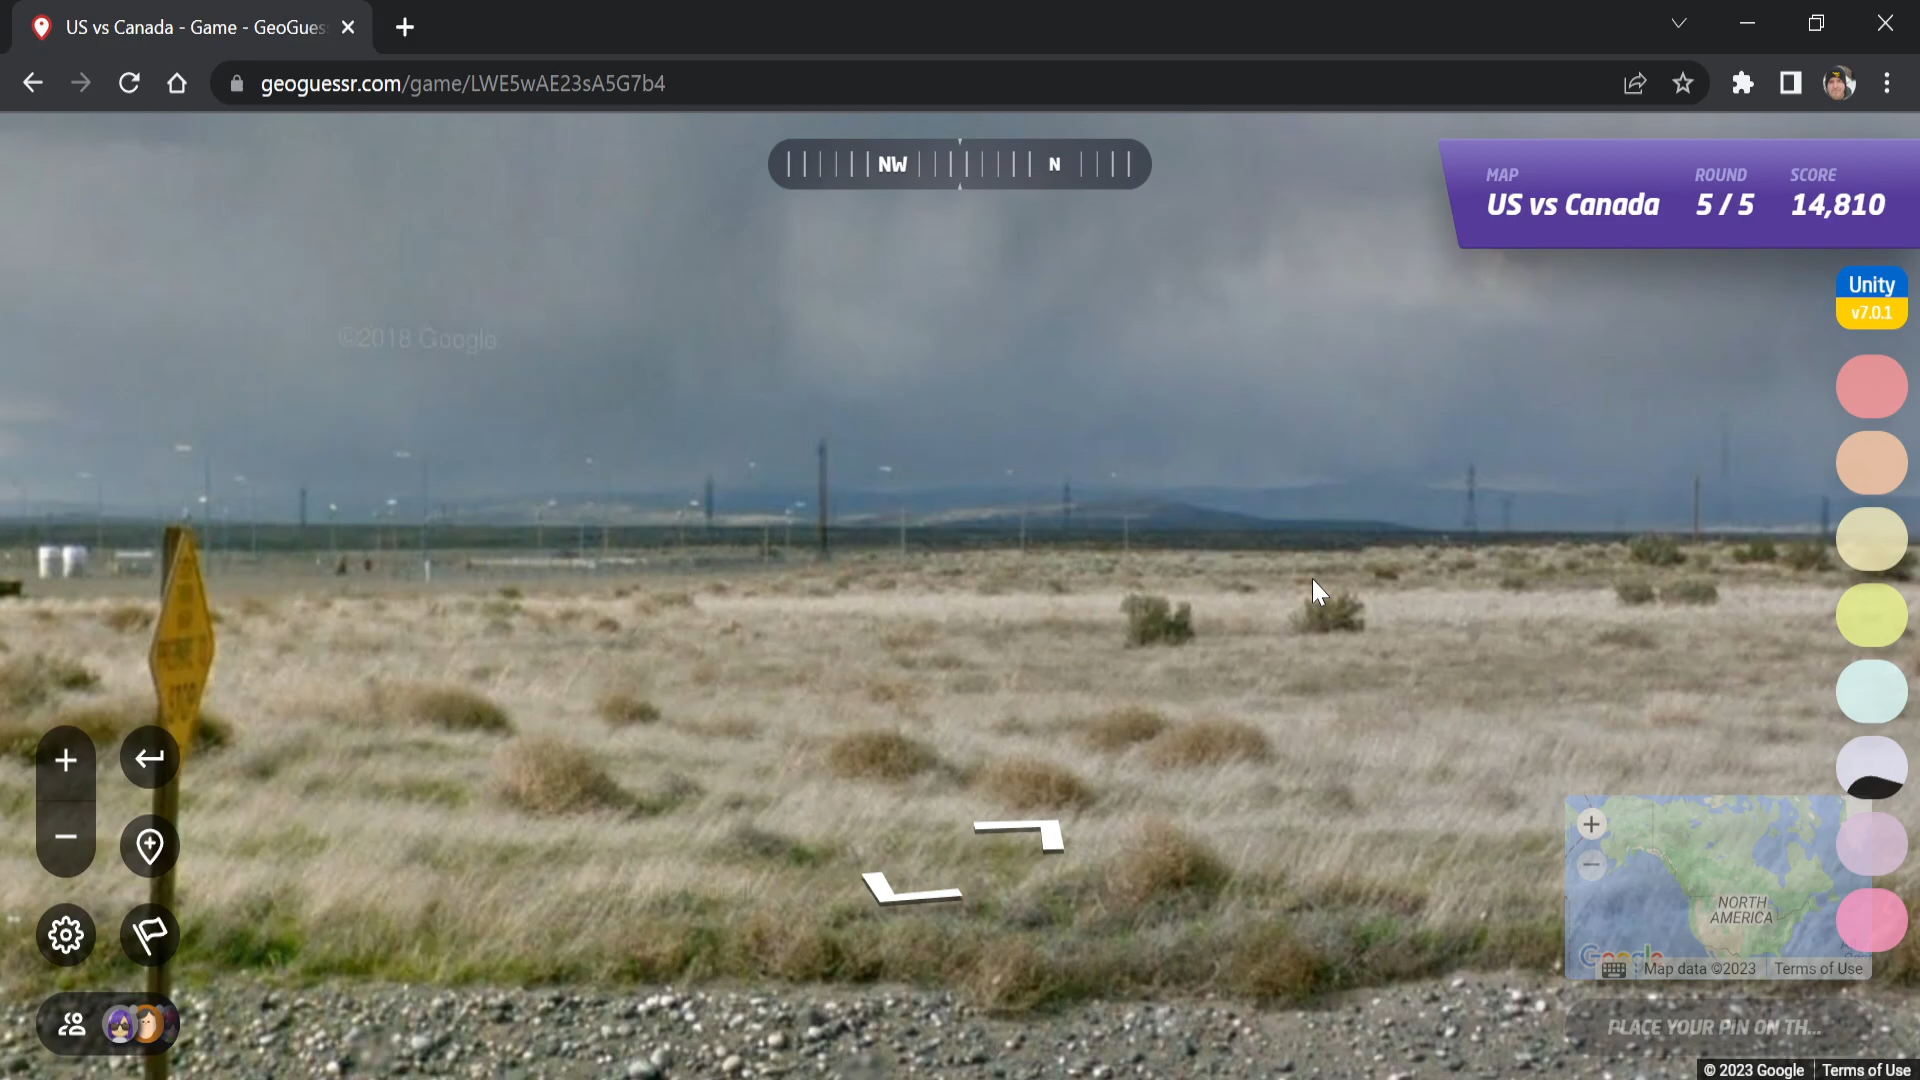 US vs Canada - Game - GeoGues
geoguessr.com/game/LWE5wAE23sA5G7b4
NW N
MAP ROUND SCORE
US vs Canada 5 / 5 14,810
Unity
v7.0.1
©2018 Google
NORTH
AMERICA
Google
Map data ©2023 Terms of Use
PLACE YOUR PIN ON TH...
© 2023 Google Terms of Use